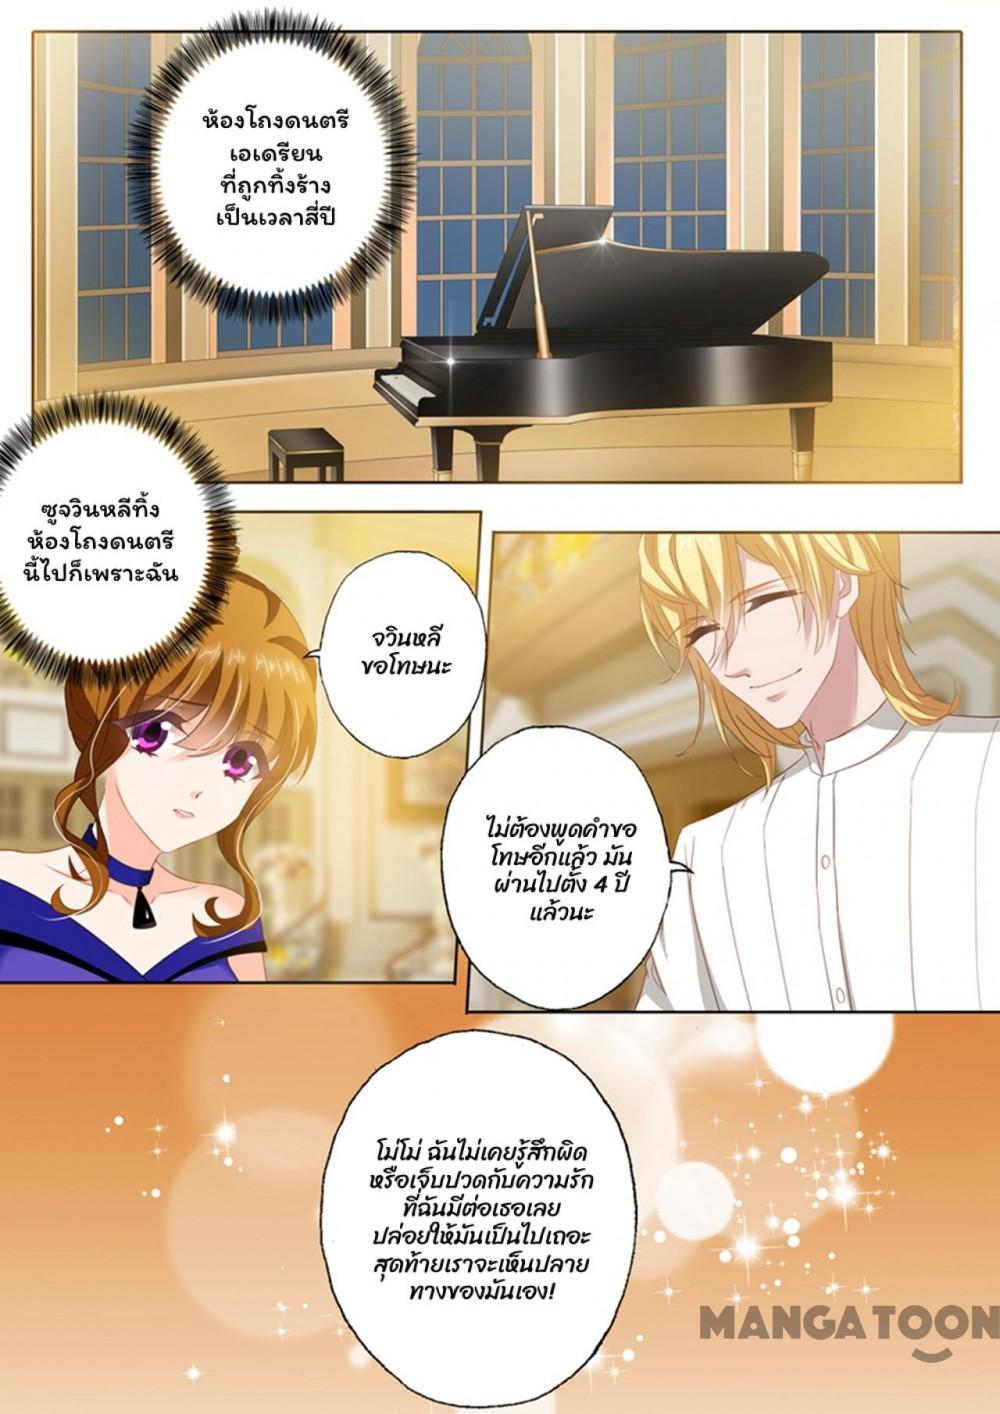 ห้องโถงดนตรี
เอเดรียน
ที่ถูกทิ้งร้าง
เป็นเวลาสี่ปี
ซูจวินหลีทิ้ง
ห้องโถงดนตรี
นี้ไปก็เพราะฉัน
จวินหลี
ขอโทษนะ
ไม่ต้องพูดคำขอ
โทษอีกแล้ว มัน
ผ่านไปตั้ง 4 ปี
แล้วนะ
โม่โม่ ฉันไม่เคยรู้สึกผิด
หรือเจ็บปวดกับความรัก
ที่ฉันมีต่อเธอเลย
ปล่อยให้มันเป็นไปเถอะ
สุดท้ายเราจะเห็นปลาย
ทางของมันเอง!
MANGATOON